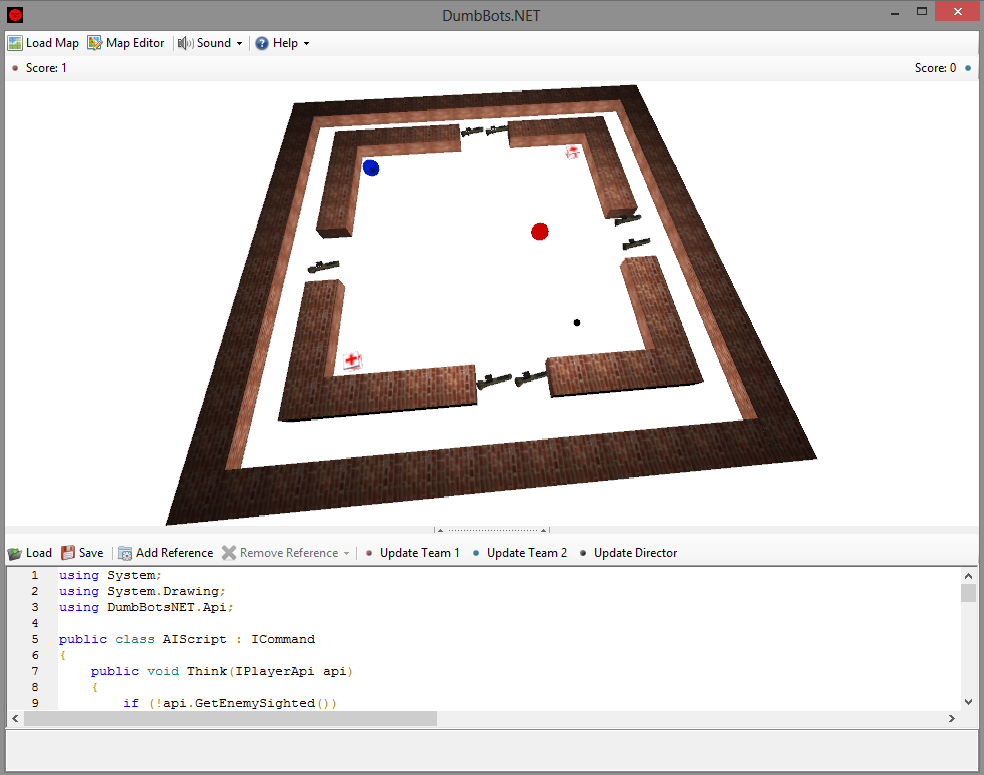 DumbBots.NET
Load Map Map Editor Sound Help
Score: 1 Score: 0
Load Save Add Reference Remove Reference Update Team 1 Update Team 2 Update Director
1 using System;
2 using System.Drawing;
3 using DumbBotsNET.Api;
4
5 public class AIScript : ICommand
6 {
7 public void Think(IPlayerApi api)
8 {
9 if (!api.GetEnemySighted())